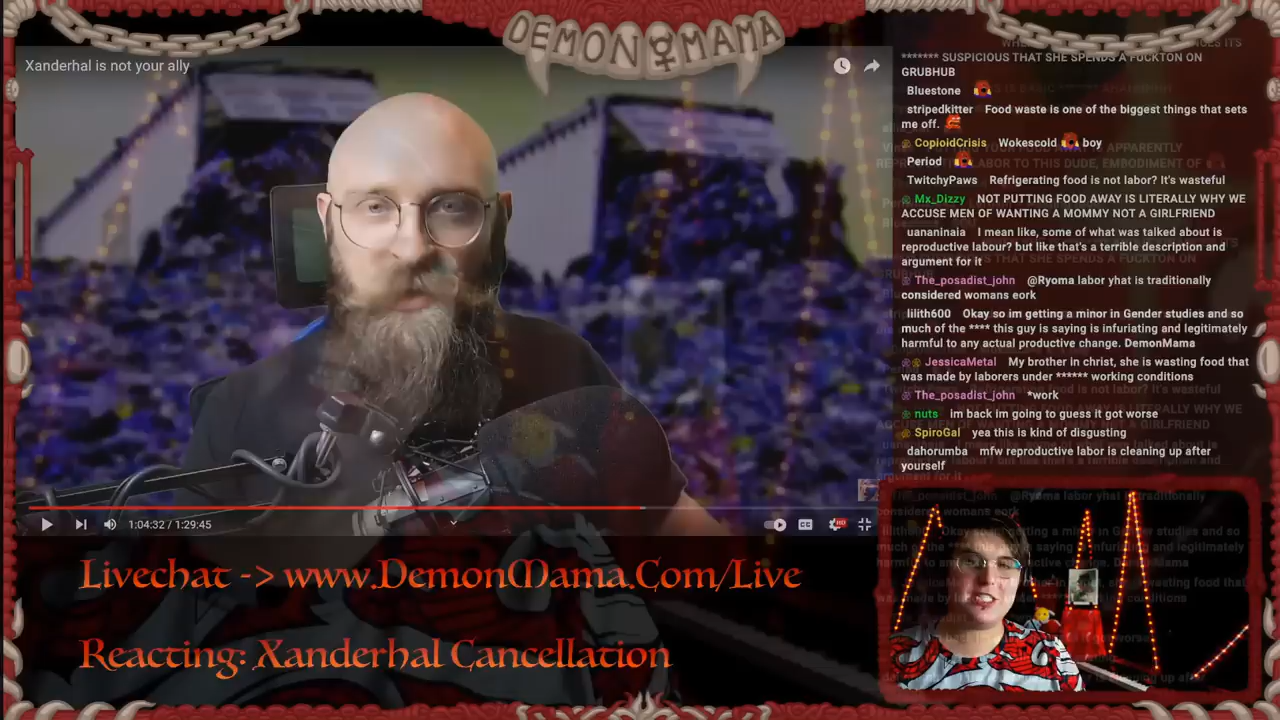 DEMON MAMA
Xanderhal is not your ally
******* SUSPICIOUS THAT SHE SPENDS A FUCKTON ON
GRUBHUB
Bluestone
stripedkitter Food waste is one of the biggest things that sets
me off.
CopioidCrisis Wokescold boy
Period
TwitchyPaws Refrigerating food is not labor? It's wasteful
Mx_Dizzy NOT PUTTING FOOD AWAY IS LITERALLY WHY WE
ACCUSE MEN OF WANTING A MOMMY NOT A GIRLFRIEND
uananinaia I mean like, some of what was talked about is
reproductive labour? but like that's a terrible description and
argument for it
The_posadist_john @Ryoma labor yhat is traditionally
considered womans eork
lilith600 Okay so im getting a minor in Gender studies and so
much of the **** this guy is saying is infuriating and legitimately
harmful to any actual productive change. DemonMama
JessicaMetal My brother in christ, she is wasting food that
was made by laborers under ****** working conditions
The_posadist_john *work
nuts im back im going to guess it got worse
SpiroGal yea this is kind of disgusting
dahorumba mfw reproductive labor is cleaning up after
yourself
1:04:32 / 1:29:45
CC
HD
Livechat -> www.DemonMama.Com/Live
Reacting: Xanderhal Cancellation